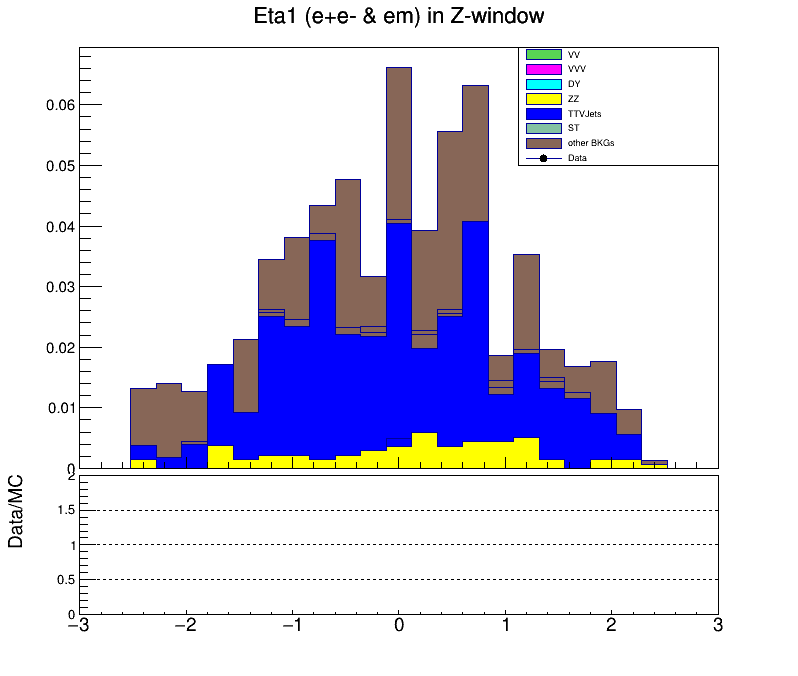 Eta1 (e+e- & em) in Z-window
VV
VVV
DY
ZZ
TTVJets
ST
other BKGs
Data
0.06
0.05
0.04
0.03
0.02
0.01
0
Data/MC
2
1.5
1
0.5
0
−3 −2 −1 0 1 2 3